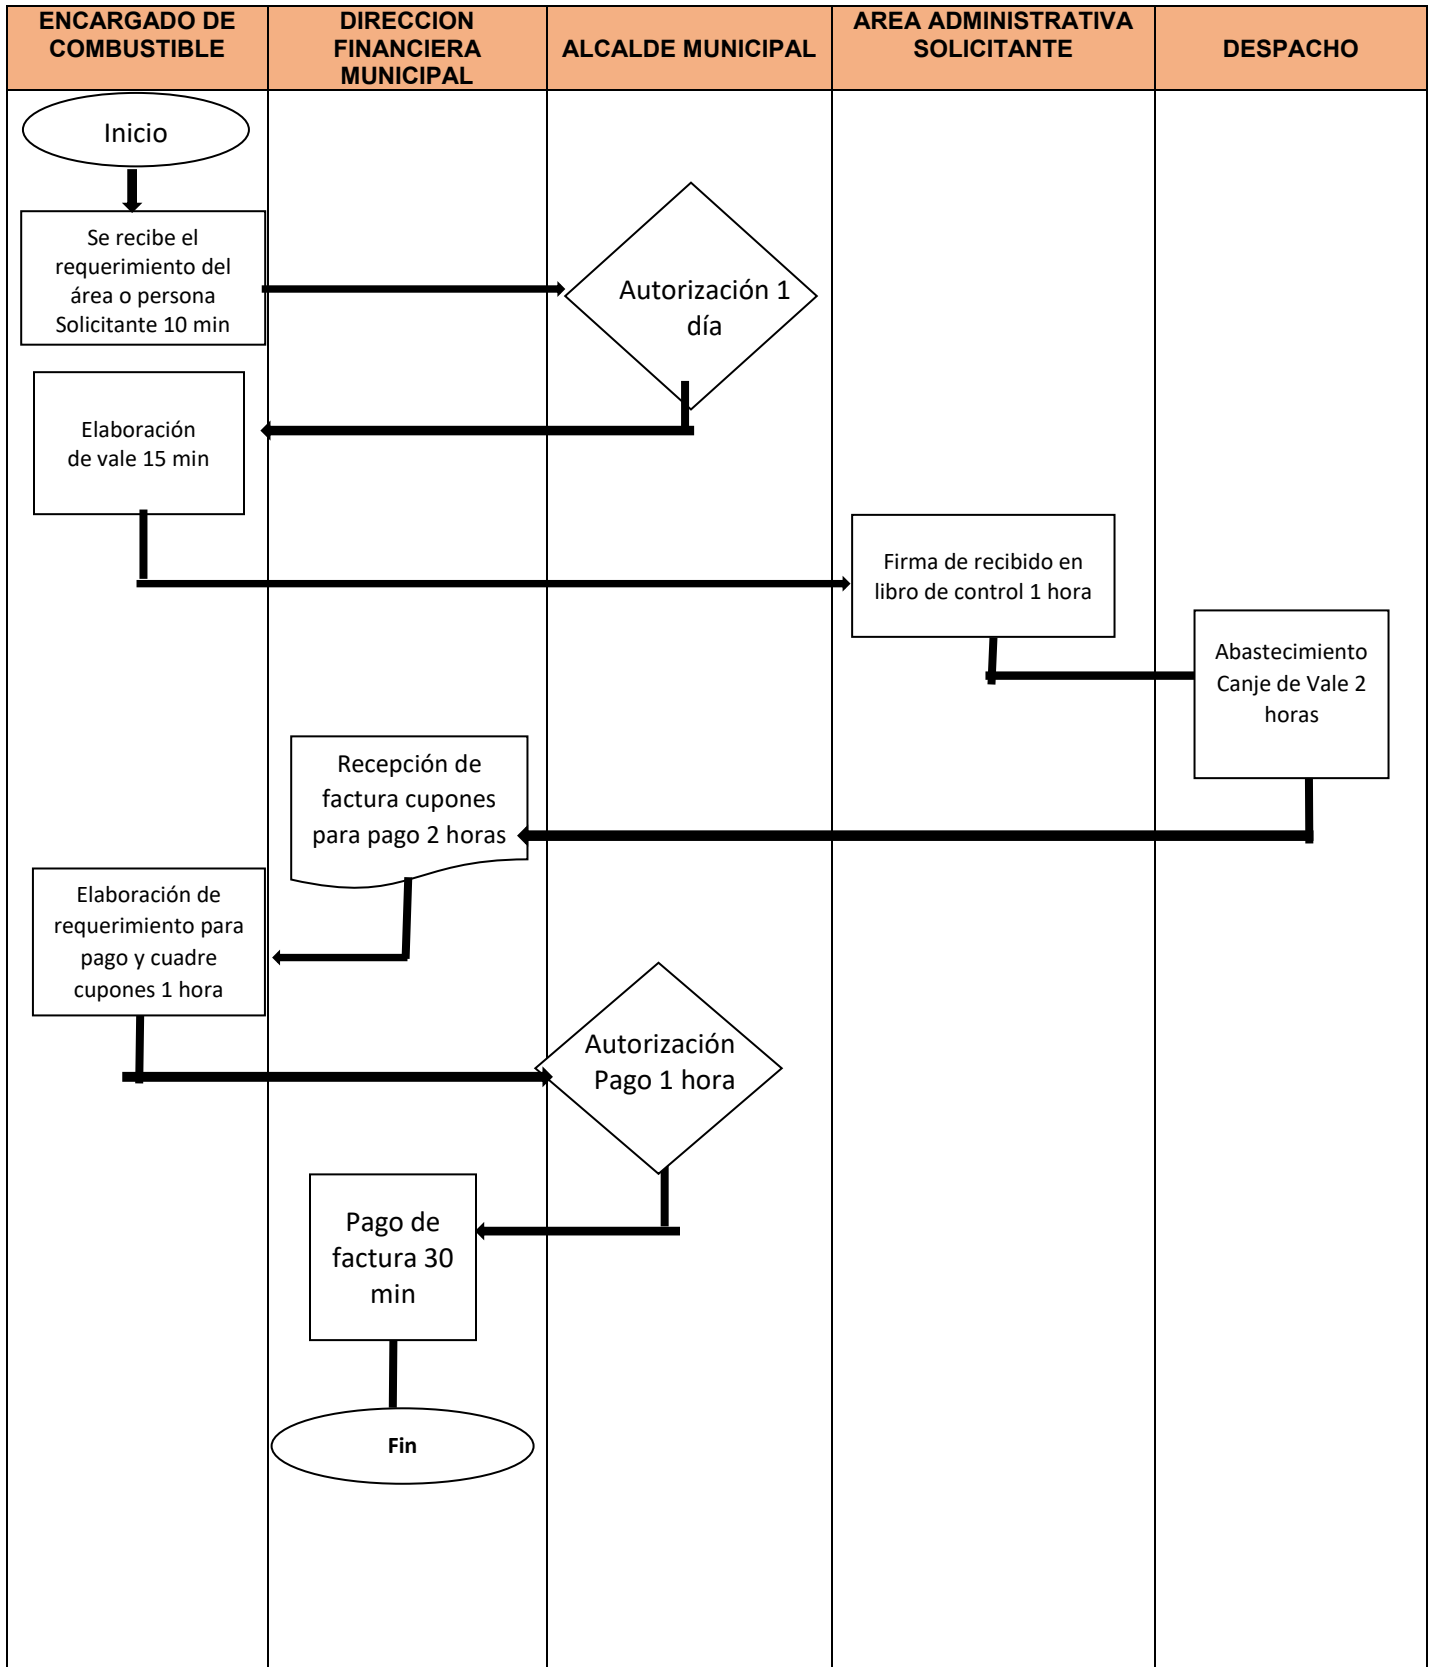 ENCARGADO DE
COMBUSTIBLE
DIRECCION
FINANCIERA
MUNICIPAL
ALCALDE MUNICIPAL
AREA ADMINISTRATIVA
SOLICITANTE
DESPACHO
Inicio
Se recibe el
requerimiento del
área o persona
Solicitante 10 min
Autorización 1
día
Elaboración
de vale 15 min
Firma de recibido en
libro de control 1 hora
Abastecimiento
Canje de Vale 2
horas
Recepción de
factura cupones
para pago 2 horas
Elaboración de
requerimiento para
pago y cuadre
cupones 1 hora
Autorización
Pago 1 hora
Pago de
factura 30
min
Fin